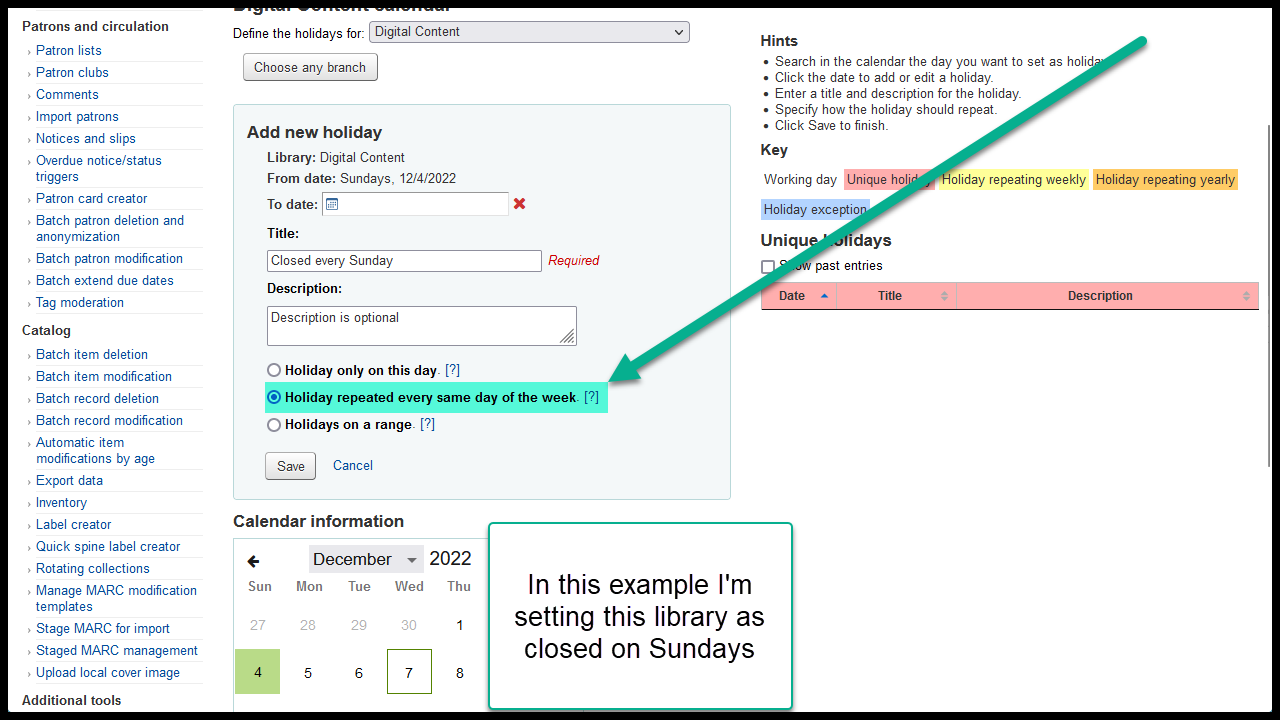 Patrons and circulation
Patron lists
Patron clubs
Comments
Import patrons
Notices and slips
Overdue notice/status
triggers
Patron card creator
Batch patron deletion and
anonymization
Batch patron modification
Batch extend due dates
Tag moderation
Catalog
Batch item deletion
Batch item modification
Batch record deletion
Batch record modification
Automatic item
modifications by age
Export data
Inventory
Label creator
Quick spine label creator
Rotating collections
Manage MARC modification
templates
Stage MARC for import
Staged MARC management
Upload local cover image
Additional tools
Digital Content calendar
Define the holidays for: Digital Content
Choose any branch
Add new holiday
Library: Digital Content
From date: Sundays, 12/4/2022
To date:
Title:
Closed every Sunday Required
Description:
Description is optional
Holiday only on this day. [?]
Holiday repeated every same day of the week. [?]
Holidays on a range. [?]
Save Cancel
Calendar information
December 2022
Sun Mon Tue Wed Thu
27 28 29 30 1
4 5 6 7 8
In this example I'm
setting this library as
closed on Sundays
Hints
Search in the calendar the day you want to set as holiday.
Click the date to add or edit a holiday.
Enter a title and description for the holiday.
Specify how the holiday should repeat.
Click Save to finish.
Key
Working day Unique holiday Holiday repeating weekly Holiday repeating yearly
Holiday exception
Unique holidays
Show past entries
Date Title Description